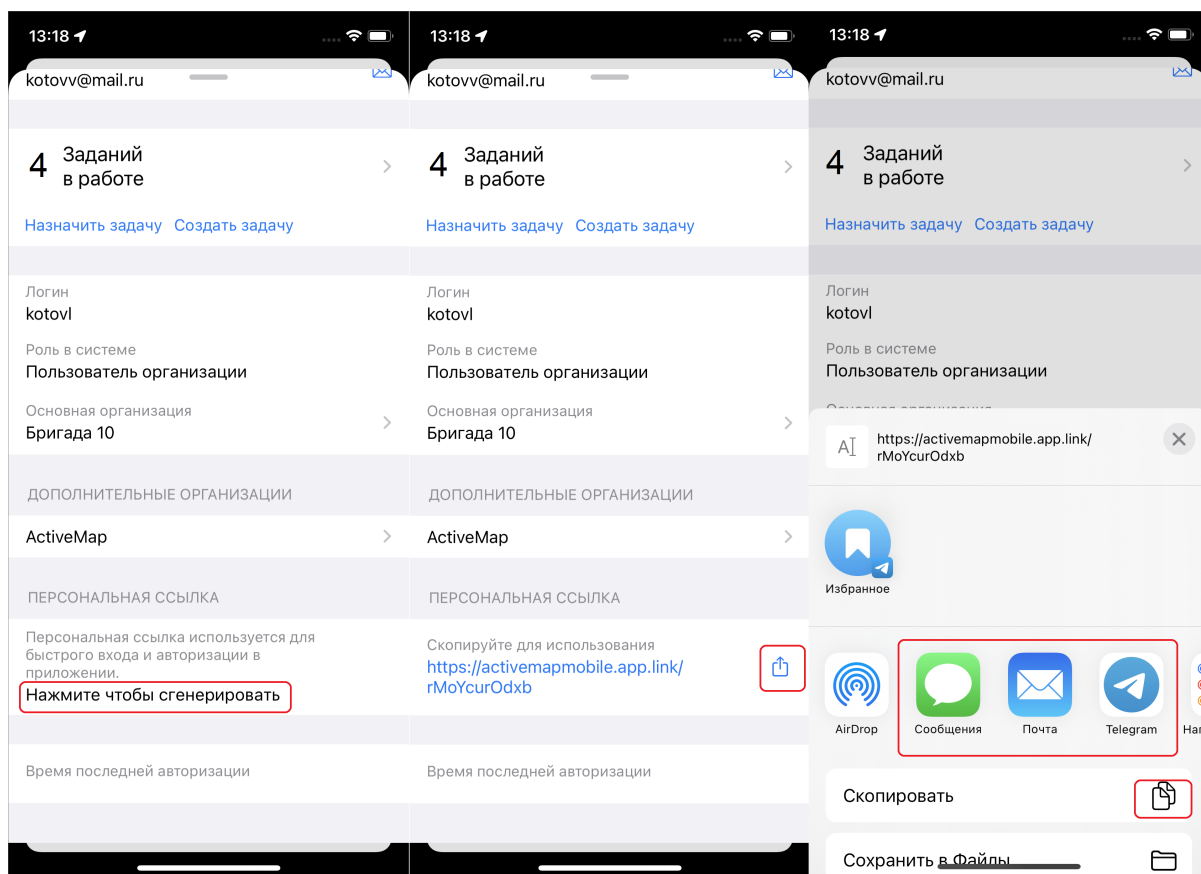 13:18
kotovv@mail.ru
4
Заданий
в работе
Назначить задачу Создать задачу
Логин
kotovl
Роль в системе
Пользователь организации
Основная организация
Бригада 10
ДОПОЛНИТЕЛЬНЫЕ ОРГАНИЗАЦИИ
ActiveMap
ПЕРСОНАЛЬНАЯ ССЫЛКА
Персональная ссылка используется для
быстрого входа и авторизации в
приложении.
Нажмите чтобы сгенерировать
Время последней авторизации
13:18
kotovv@mail.ru
4
Заданий
в работе
Назначить задачу Создать задачу
Логин
kotovl
Роль в системе
Пользователь организации
Основная организация
Бригада 10
ДОПОЛНИТЕЛЬНЫЕ ОРГАНИЗАЦИИ
ActiveMap
ПЕРСОНАЛЬНАЯ ССЫЛКА
Скопируйте для использования
https://activemapmobile.app.link/
rMoYcurOdxb
Время последней авторизации
13:18
kotovv@mail.ru
4
Заданий
в работе
Назначить задачу Создать задачу
Логин
kotovl
Роль в системе
Пользователь организации
Основная организация
https://activemapmobile.app.link/
rMoYcurOdxb
Избранное
AirDrop
Сообщения
Почта
Telegram
Скопировать
Сохранить в Файлы